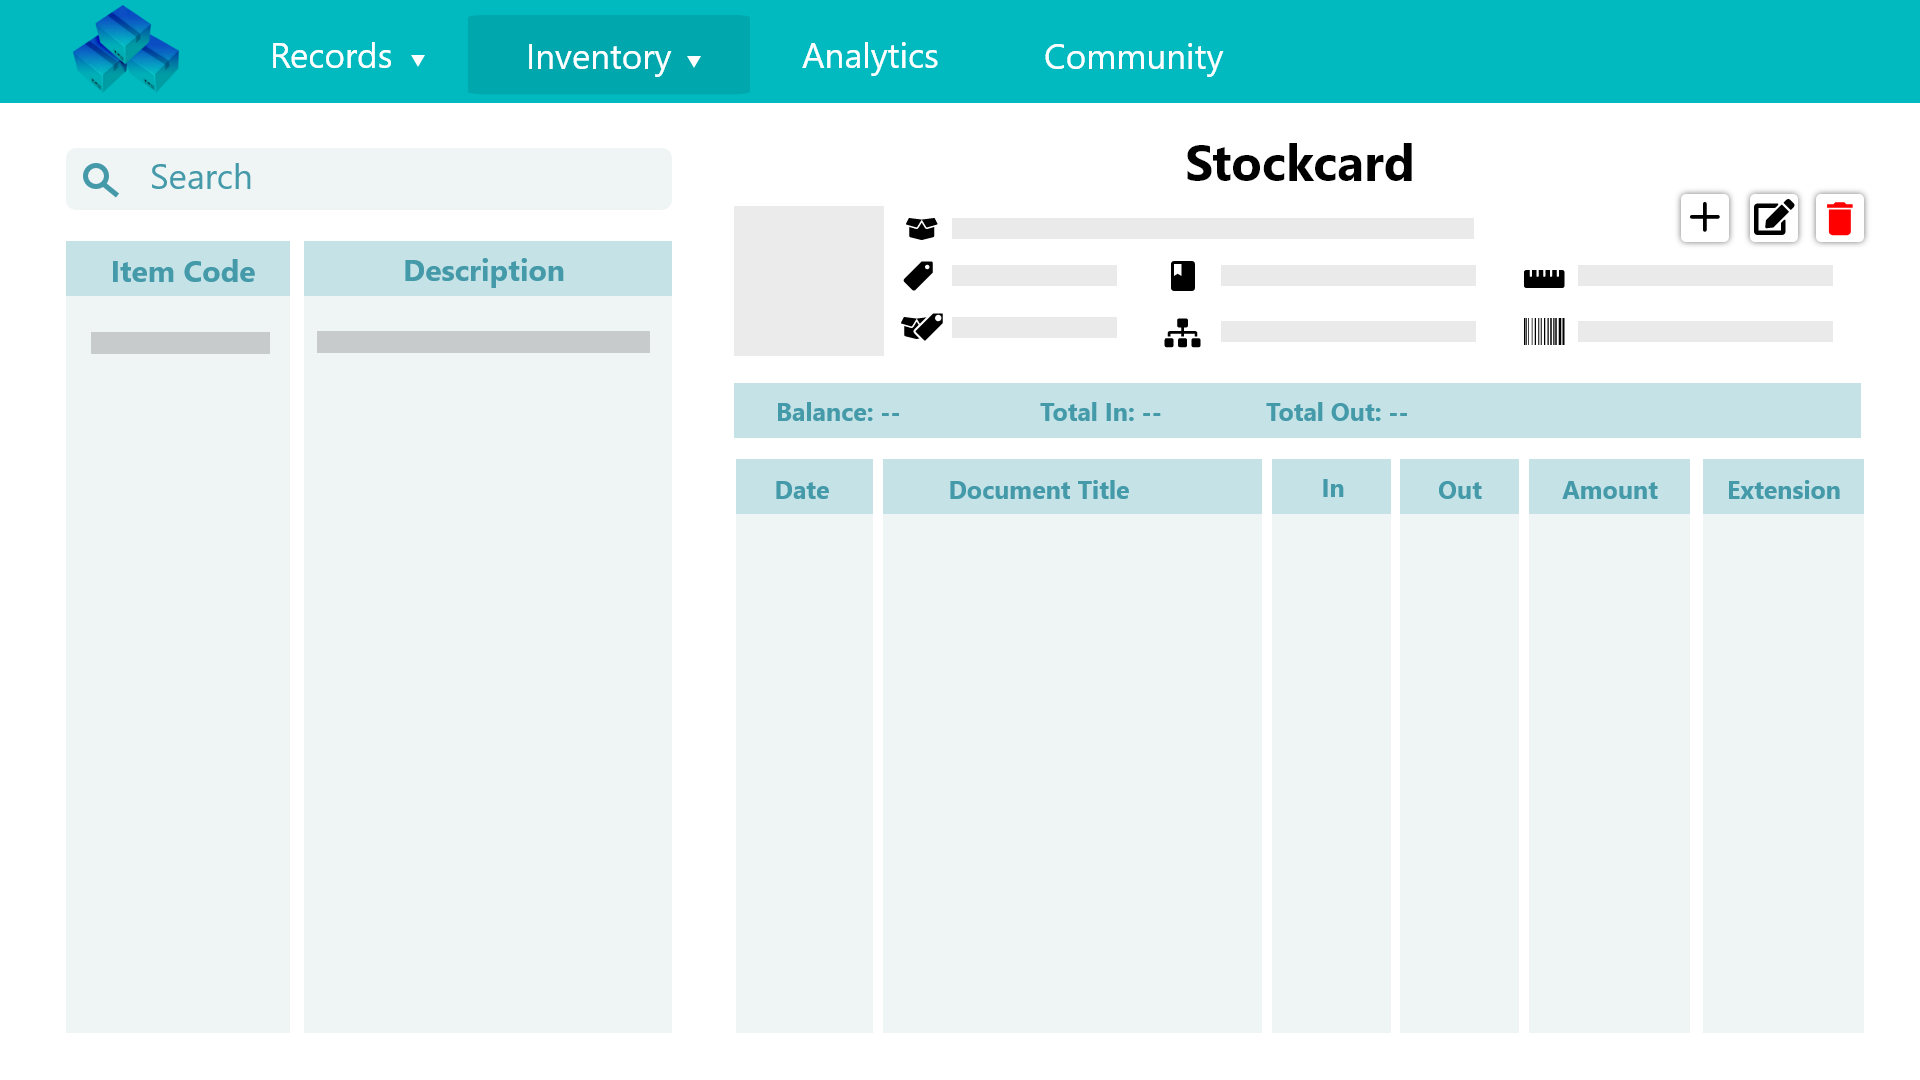 Records ▼ Inventory ▼ Analytics Community
Search
Item Code Description
Stockcard
Balance: -- Total In: -- Total Out: --
Date Document Title In Out Amount Extension